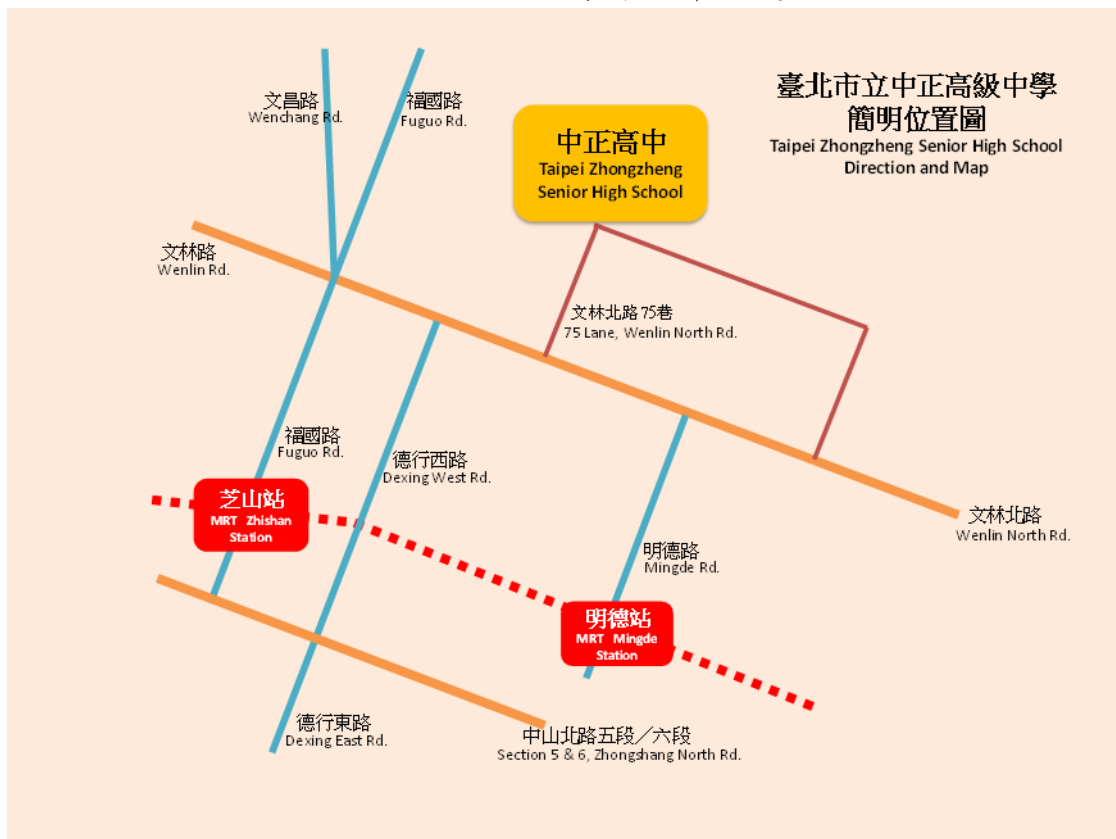 臺北市立中正高級中學
簡明位置圖
Taipei Zhongzheng Senior High School
Direction and Map
文昌路
Wenchang Rd.
福國路
Fuguo Rd.
中正高中
Taipei Zhongzheng
Senior High School
文林路
Wenlin Rd.
文林北路75巷
75 Lane, Wenlin North Rd.
福國路
Fuguo Rd.
德行西路
Dexing West Rd.
芝山站
MRT Zhishan
Station
文林北路
Wenlin North Rd.
明德路
Mingde Rd.
明德站
MRT Mingde
Station
德行東路
Dexing East Rd.
中山北路五段／六段
Section 5 & 6, Zhongshang North Rd.